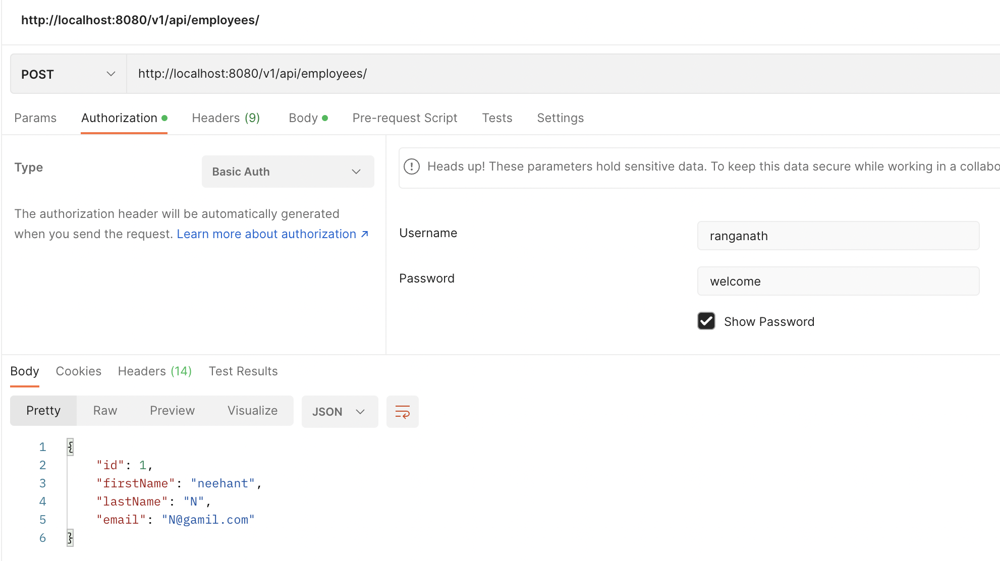 http://localhost:8080/v1/api/employees/
POST http://localhost:8080/v1/api/employees/
Params Authorization Headers (9) Body Pre-request Script Tests Settings
Type Basic Auth
The authorization header will be automatically generated
when you send the request. Learn more about authorization ↗
Heads up! These parameters hold sensitive data. To keep this data secure while working in a collabo
Username ranganath
Password welcome
Show Password
Body Cookies Headers (14) Test Results
Pretty Raw Preview Visualize JSON
1 {
2 "id": 1,
3 "firstName": "neehant",
4 "lastName": "N",
5 "email": "N@gamil.com"
6 }